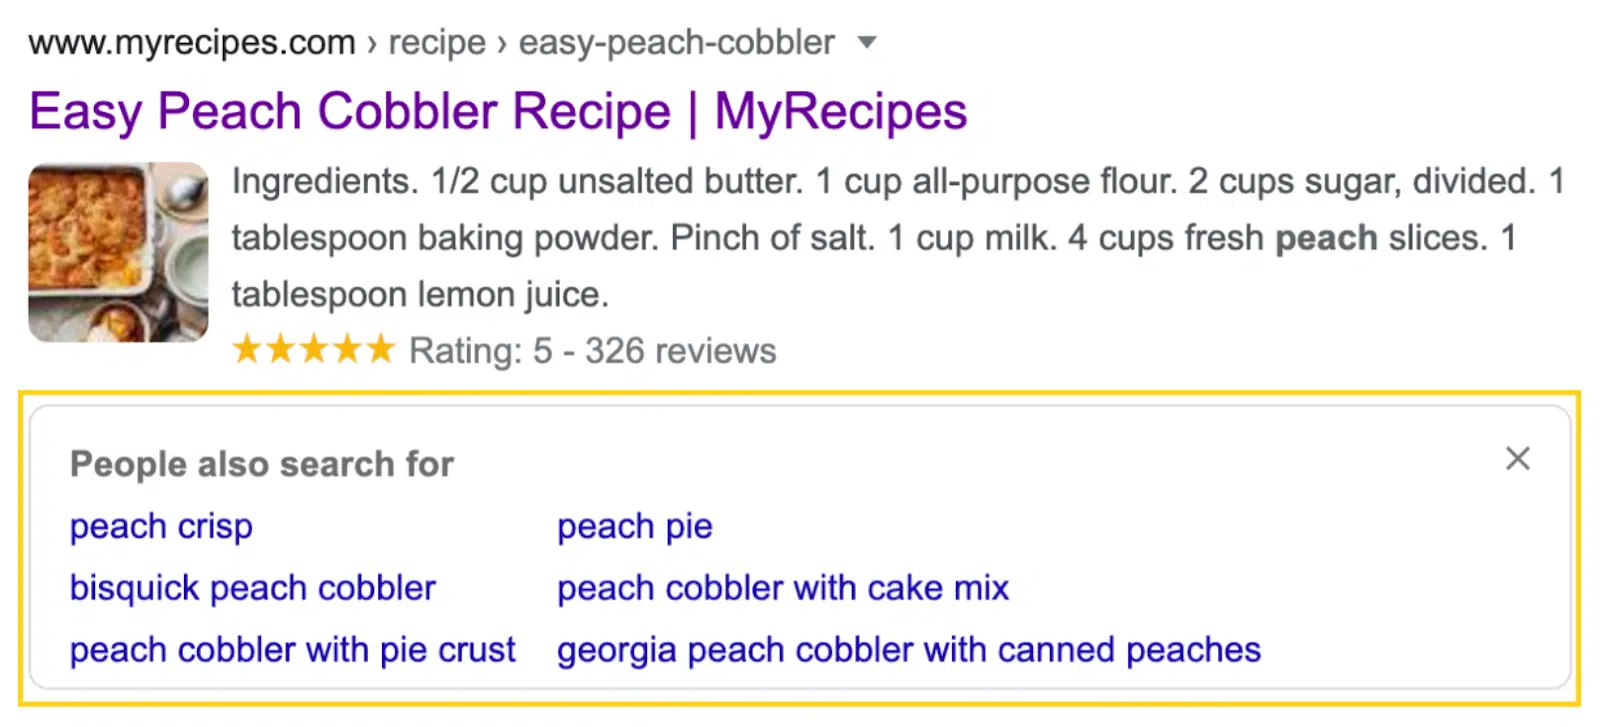 www.myrecipes.com › recipe › easy-peach-cobbler
Easy Peach Cobbler Recipe | MyRecipes
Ingredients. 1/2 cup unsalted butter. 1 cup all-purpose flour. 2 cups sugar, divided. 1
tablespoon baking powder. Pinch of salt. 1 cup milk. 4 cups fresh peach slices. 1
tablespoon lemon juice.
Rating: 5 - 326 reviews
People also search for
peach crisp peach pie
bisquick peach cobbler peach cobbler with cake mix
peach cobbler with pie crust georgia peach cobbler with canned peaches